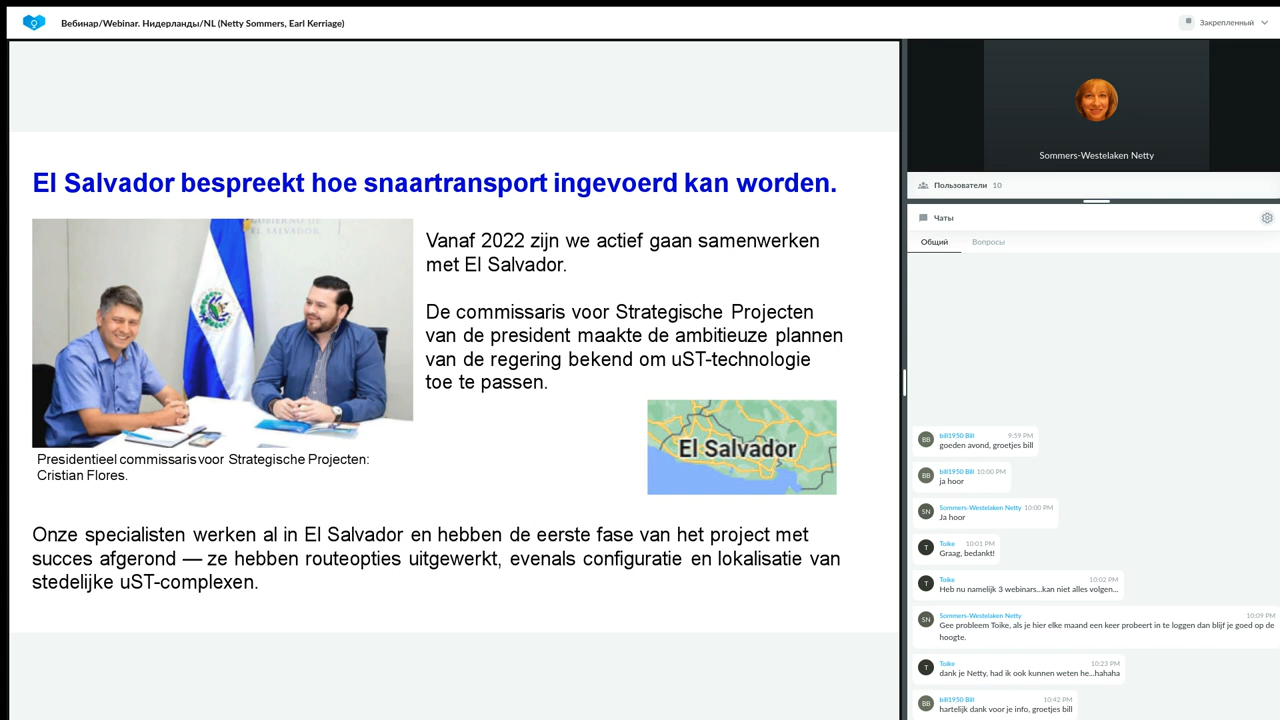 Вебинар/Webinar. Нидерланды/NL (Netty Sommers, Earl Kerriage)
Закрепленный
El Salvador bespreekt hoe snaartransport ingevoerd kan worden.
GOBIERNO DE
EL SALVADOR
Vanaf 2022 zijn we actief gaan samenwerken
met El Salvador.
De commissaris voor Strategische Projecten
van de president maakte de ambitieuze plannen
van de regering bekend om uST-technologie
toe te passen.
El Salvador
Presidentieel commissaris voor Strategische Projecten:
Cristian Flores.
Onze specialisten werken al in El Salvador en hebben de eerste fase van het project met
succes afgerond — ze hebben routeopties uitgewerkt, evenals configuratie en lokalisatie van
stedelijke uST-complexen.
Sommers-Westelaken Netty
Пользователи 10
Чаты
Общий Вопросы
BB bill1950 Bill 9:59 PM
goeden avond, groetjes bill
BB bill1950 Bill 10:00 PM
ja hoor
SN Sommers-Westelaken Netty 10:00 PM
Ja hoor
T Toike 10:01 PM
Graag, bedankt!
T Toike 10:02 PM
Heb nu namelijk 3 webinars...kan niet alles volgen...
SN Sommers-Westelaken Netty 10:09 PM
Gee probleem Toike, als je hier elke maand een keer probeert in te loggen dan blijf je goed op de
hoogte.
T Toike 10:23 PM
dank je Netty, had ik ook kunnen weten he...hahaha
BB bill1950 Bill 10:42 PM
hartelijk dank voor je info, groetjes bill